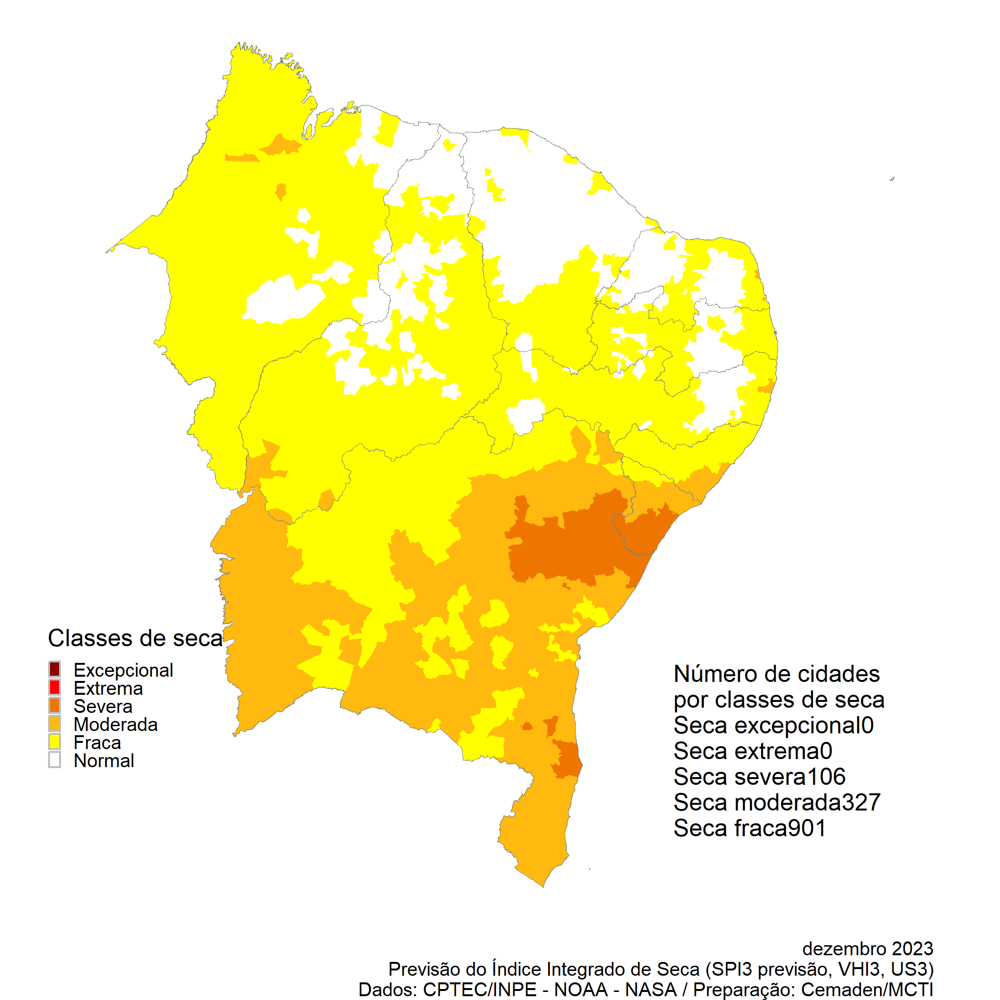 Classes de seca
Excepcional
Extrema
Severa
Moderada
Fraca
Normal
Número de cidades
por classes de seca
Seca excepcional0
Seca extrema0
Seca severa106
Seca moderada327
Seca fraca901
dezembro 2023
Previsão do Índice Integrado de Seca (SPI3 previsão, VHI3, US3)
Dados: CPTEC/INPE - NOAA - NASA / Preparação: Cemaden/MCTI